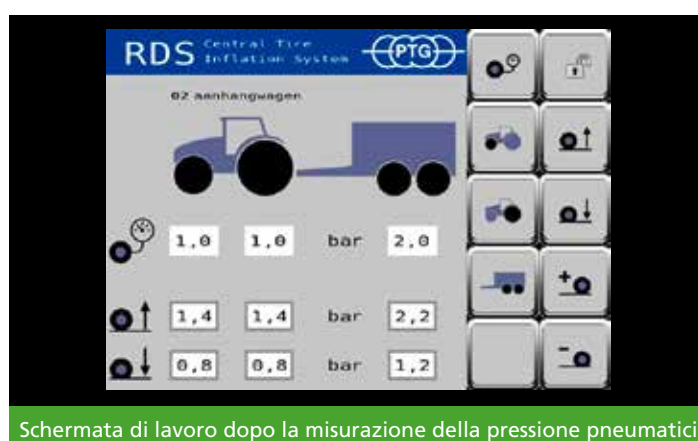 RDS Central Tire Inflation System PTG
02 aanhangwagen
1,0 1,0 bar 2,0
1,4 1,4 bar 2,2
0,8 0,8 bar 1,2
Schermata di lavoro dopo la misurazione della pressione pneumatici